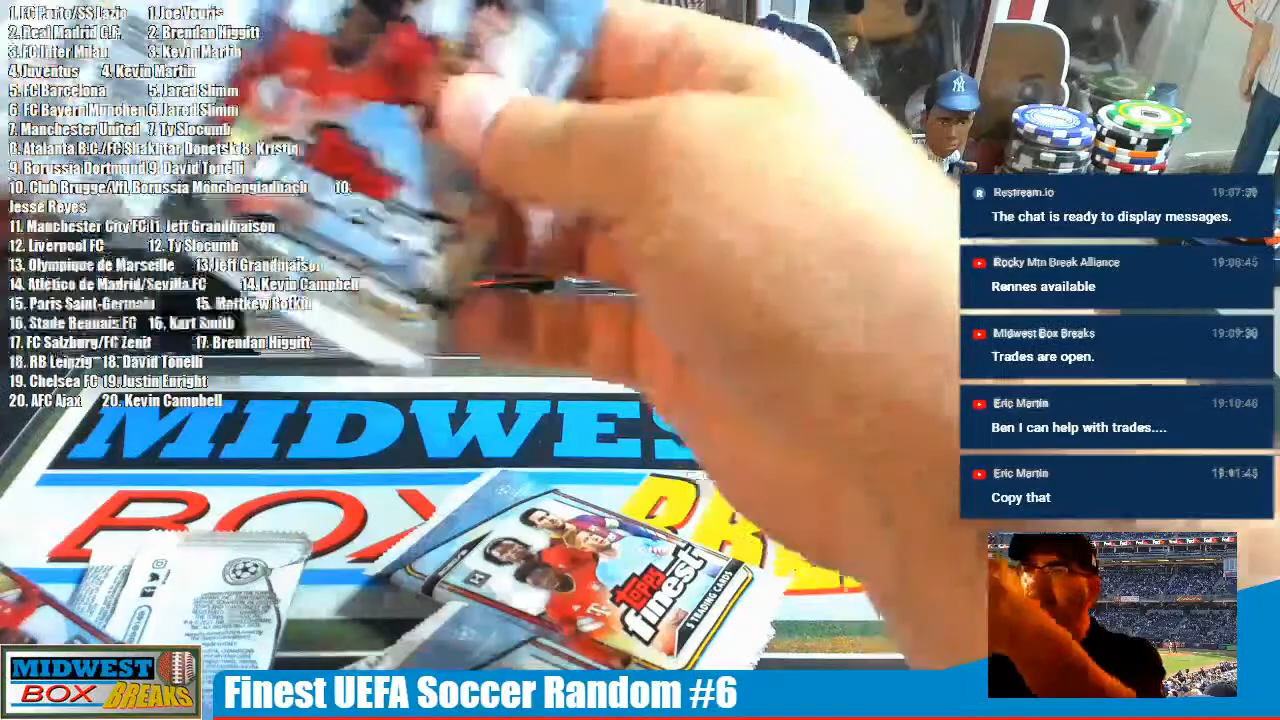 1. FC Porto/SS Lazio 1. Joe Vouris
2. Real Madrid C.F. 2. Brendan Higgitt
3. FC Inter Milan 3. Kevin Martin
4. Juventus 4. Kevin Martin
5. FC Barcelona 5. Jared Slimm
6. FC Bayern Munchen 6. Jared Slimm
7. Manchester United 7. Ty Slocumb
8. Atalanta B.C./FC Shakhtar Donetsk 8.
9. Borussia Dortmund 9. David Tonelli
10. Club Brugge/VfL Borussia Mönchengladbach 10.
Jesse Reyes
11. Manchester City FC 11. Jeff Grandmaison
12. Liverpool FC 12. Ty Slocumb
13. Olympique de Marseille 13. Jeff Grandmaison
14. Atletico de Madrid/Sevilla FC 14. Kevin Campbell
15. Paris Saint-Germain 15. Matthew
16. Stade Rennais FC 16. Kurt Smith
17. FC Salzburg/FC Zenit 17. Brendan Higgitt
18. RB Leipzig 18. David Tonelli
19. Chelsea FC 19. Justin Enright
20. AFC Ajax 20. Kevin Campbell
Restream.io
The chat is ready to display messages.
Rocky Mtn Break Alliance
Rennes available
Midwest Box Breaks
Trades are open.
Eric Martin
Ben I can help with trades....
Eric Martin
Copy that
MIDWES
BOX B
TOPPS
finest
5 TRADING CARDS
MIDWEST
BOX BREAKS
Finest UEFA Soccer Random #6